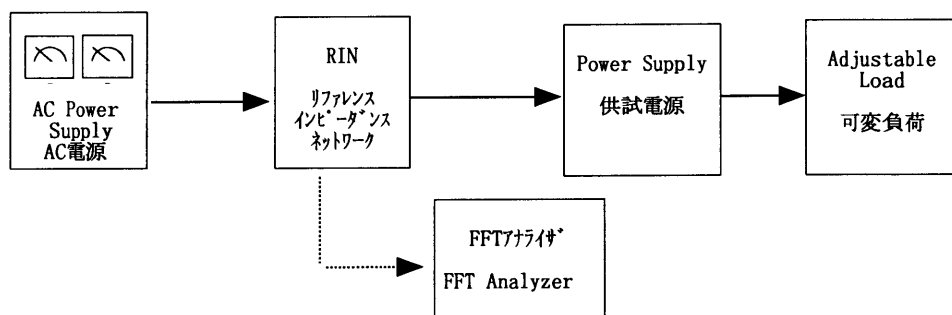 AC Power
Supply
AC電源
RIN
リファレンス
インピーダンス
ネットワーク
Power Supply
供試電源
Adjustable
Load
可変負荷
FFTアナライザ
FFT Analyzer